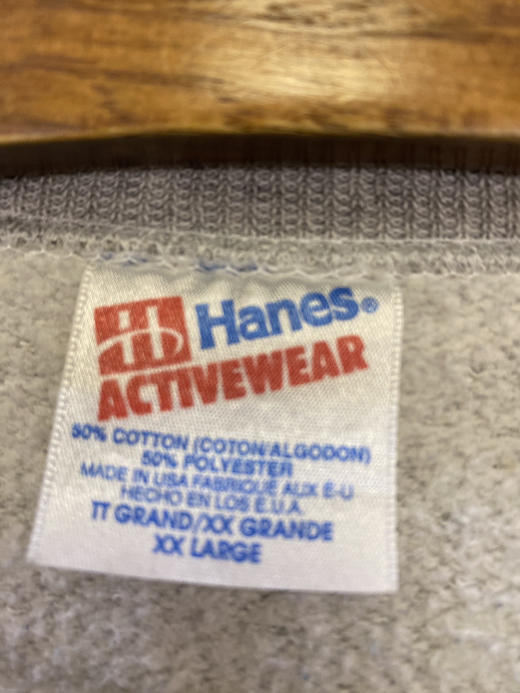 Hanes®
ACTIVEWEAR
50% COTTON (COTON/ALGODON)
50% POLYESTER
MADE IN USA FABRIQUE AUX É-U
HECHO EN LOS E.U.A.
TT GRAND/XX GRANDE
XX LARGE